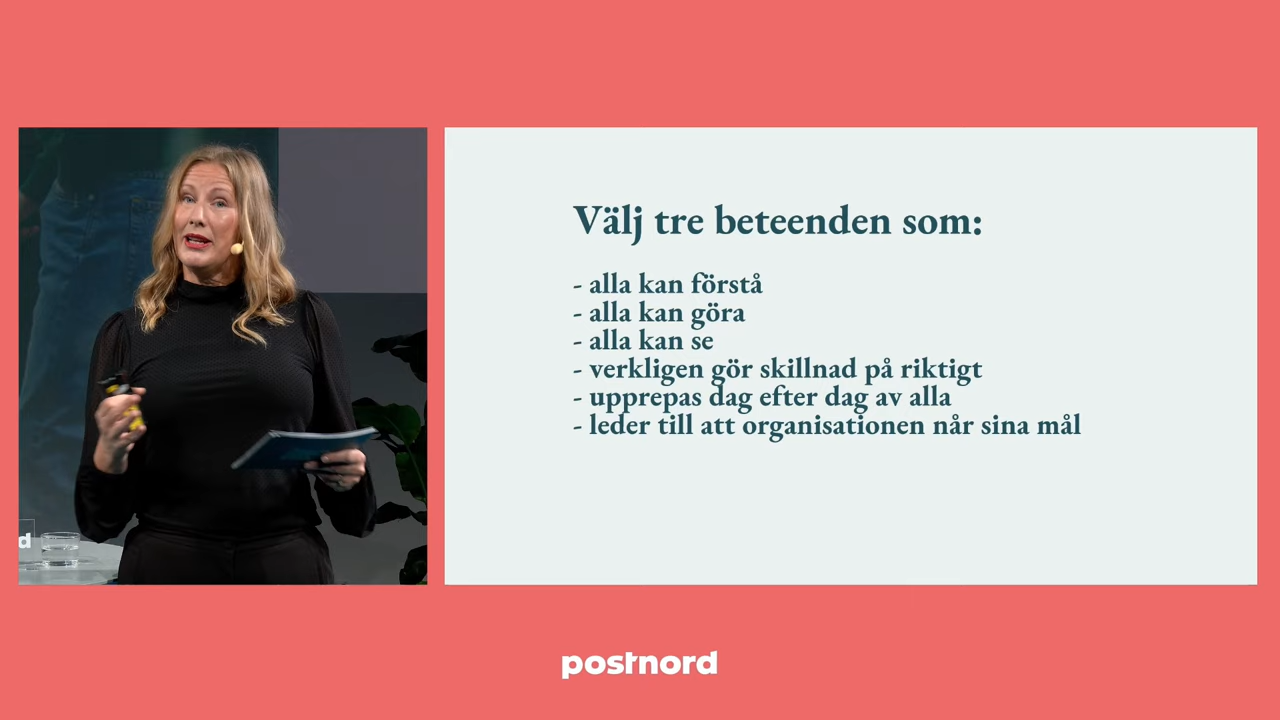 Välj tre beteenden som:
- alla kan förstå
- alla kan göra
- alla kan se
- verkligen gör skillnad på riktigt
- upprepas dag efter dag av alla
- leder till att organisationen når sina mål
d
postnord